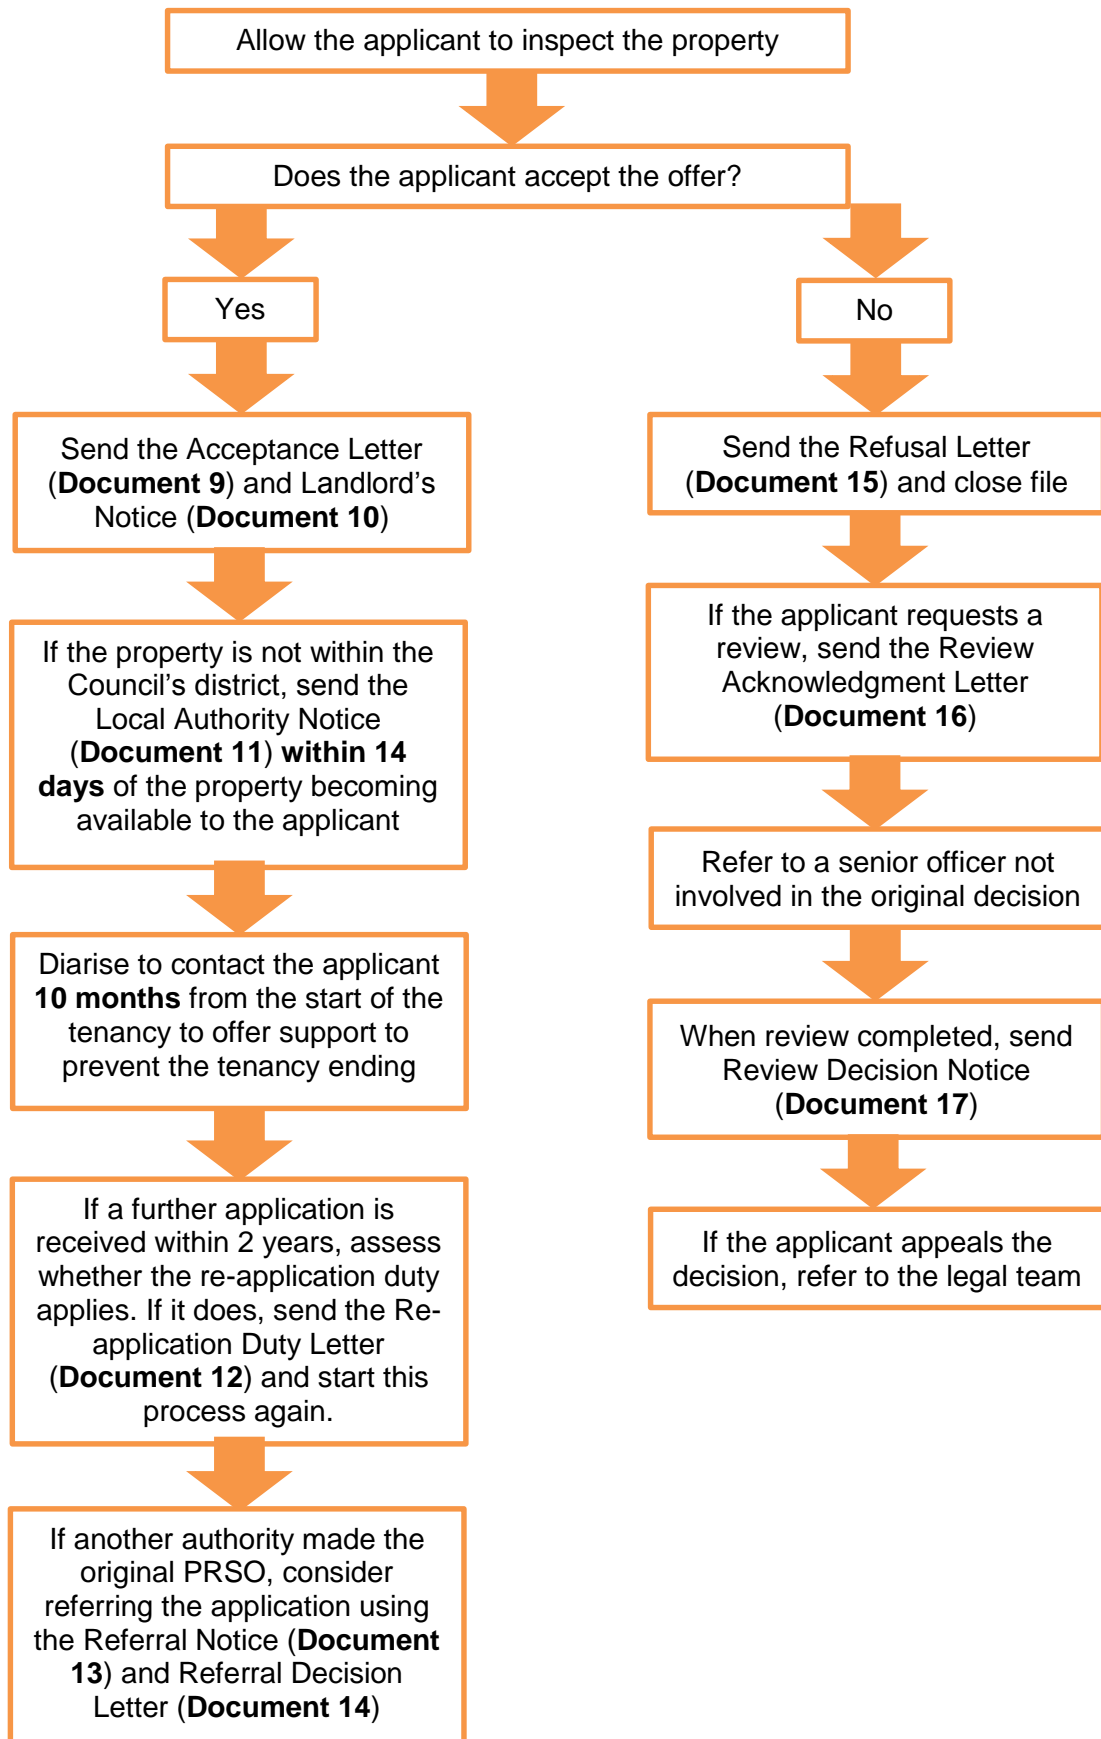 Allow the applicant to inspect the property
Does the applicant accept the offer?
Yes
Send the Acceptance Letter
(Document 9) and Landlord’s
Notice (Document 10)
If the property is not within the
Council’s district, send the
Local Authority Notice
(Document 11) within 14
days of the property becoming
available to the applicant
Diarise to contact the applicant
10 months from the start of the
tenancy to offer support to
prevent the tenancy ending
If a further application is
received within 2 years, assess
whether the re-application duty
applies. If it does, send the Re-
application Duty Letter
(Document 12) and start this
process again.
If another authority made the
original PRSO, consider
referring the application using
the Referral Notice (Document
13) and Referral Decision
Letter (Document 14)
No
Send the Refusal Letter
(Document 15) and close file
If the applicant requests a
review, send the Review
Acknowledgment Letter
(Document 16)
Refer to a senior officer not
involved in the original decision
When review completed, send
Review Decision Notice
(Document 17)
If the applicant appeals the
decision, refer to the legal team